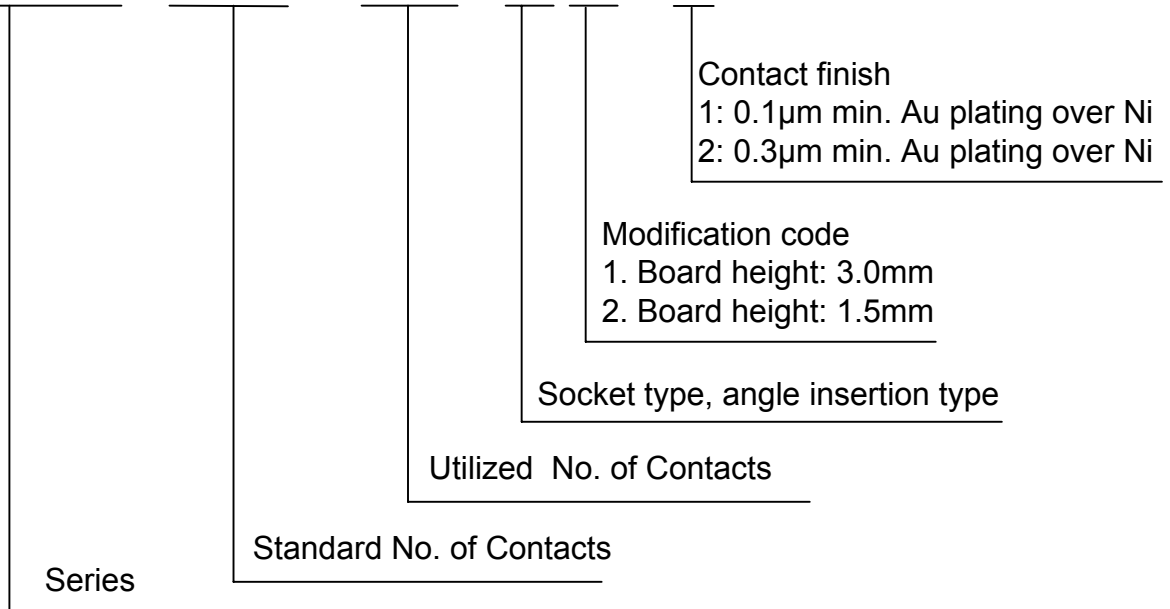 Contact finish
1: 0.1μm min. Au plating over Ni
2: 0.3μm min. Au plating over Ni
Modification code
1. Board height: 3.0mm
2. Board height: 1.5mm
Socket type, angle insertion type
Utilized No. of Contacts
Standard No. of Contacts
Series